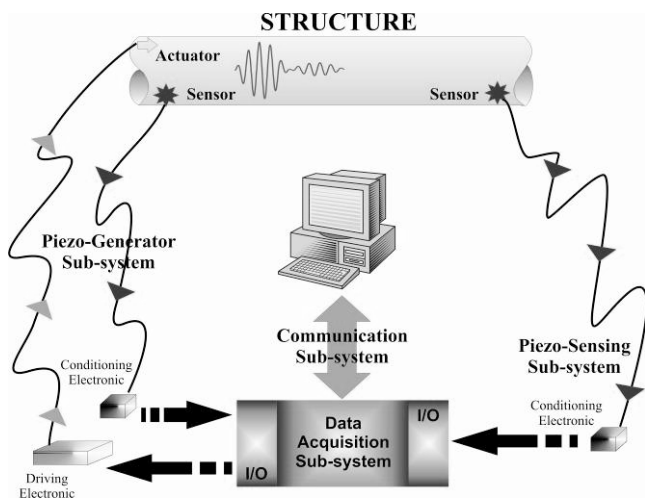 STRUCTURE
Actuator
Sensor
Sensor
Piezo-Generator
Sub-system
Communication
Sub-system
Piezo-Sensing
Sub-system
Conditioning
Electronic
I/O
Data
Acquisition
Sub-system
I/O
Conditioning
Electronic
Driving
Electronic